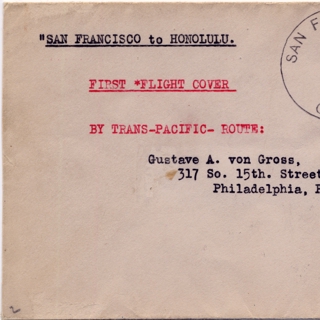 "SAN FRANCISCO to HONOLULU.
FIRST *FLIGHT COVER
BY TRANS-PACIFIC- ROUTE:
Gustave A. von Gross,
317 So. 15th. Street
Philadelphia, P
SAN F
2